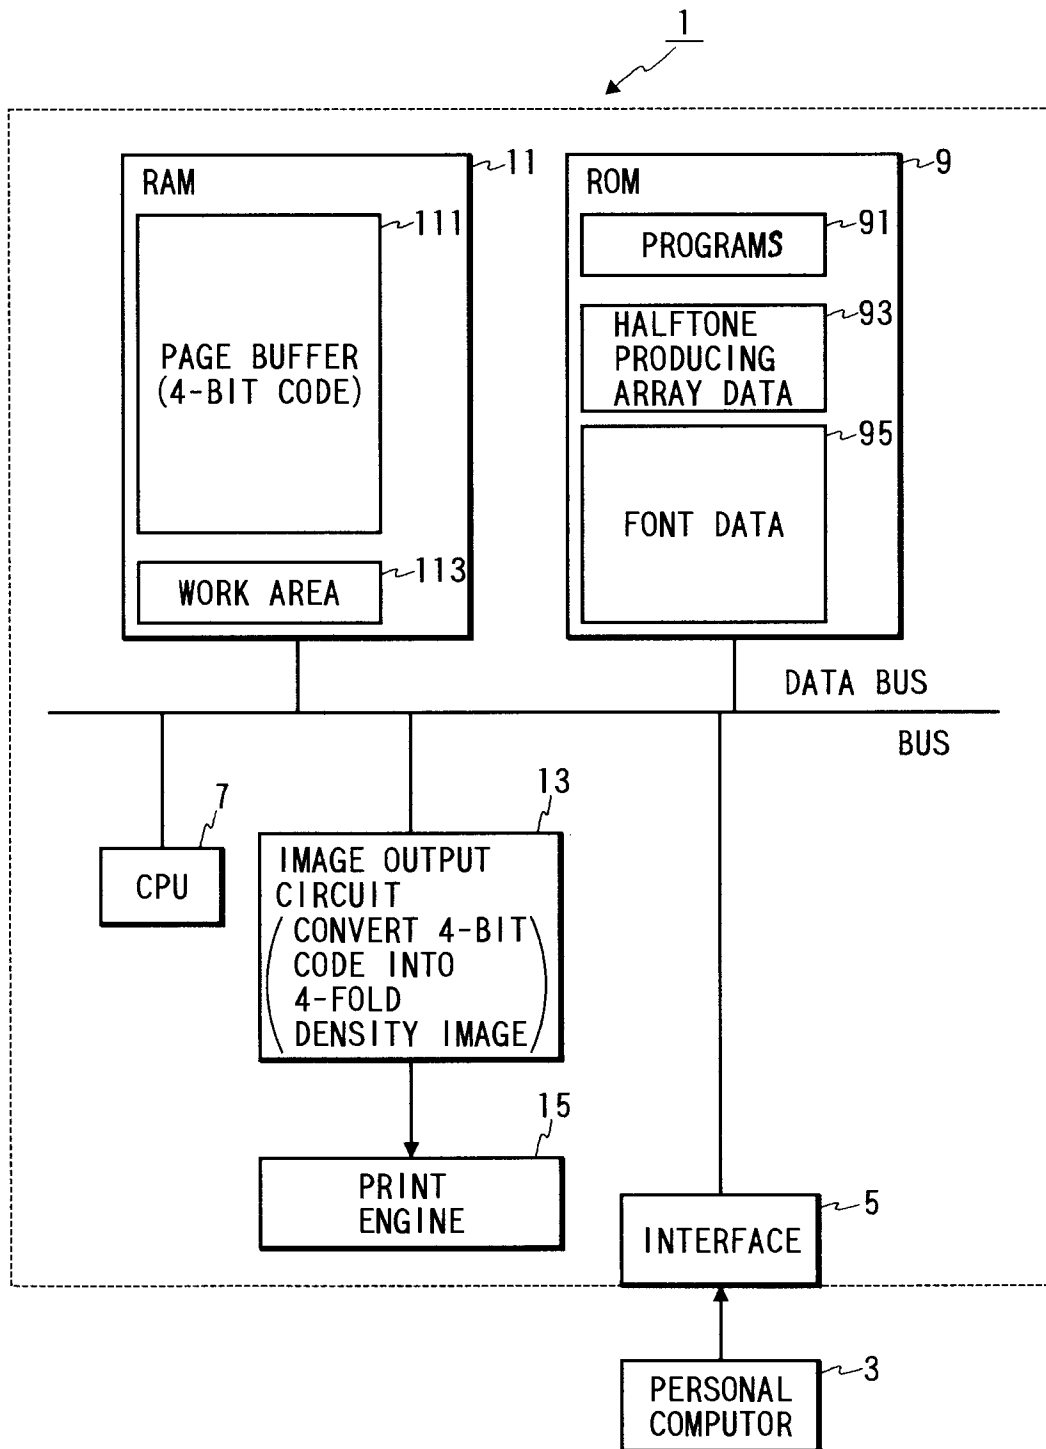 1
RAM
11
111
PAGE BUFFER
(4-BIT CODE)
113
WORK AREA
ROM
9
PROGRAMS
91
HALFTONE
PRODUCING
ARRAY DATA
93
FONT DATA
95
DATA BUS
BUS
7
CPU
13
IMAGE OUTPUT
CIRCUIT
(CONVERT 4-BIT
CODE INTO
4-FOLD
DENSITY IMAGE)
15
PRINT
ENGINE
INTERFACE
5
PERSONAL
COMPUTOR
3